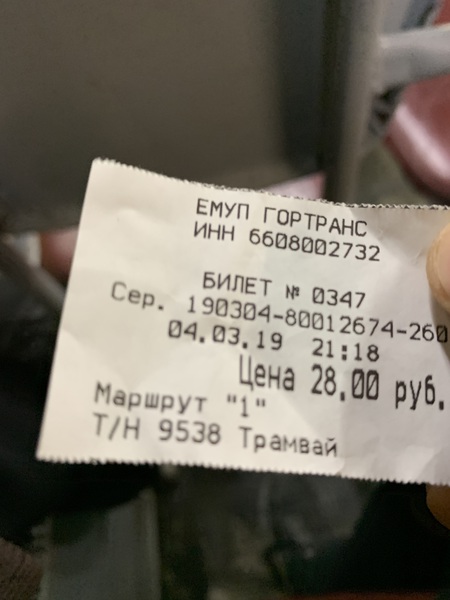 ЕМУП ГОРТРАНС
ИНН 6608002732
БИЛЕТ № 0347
Сер. 190304-80012674-260
04.03.19 21:18
Цена 28.00 руб.
Маршрут "1"
Т/Н 9538 Трамвай